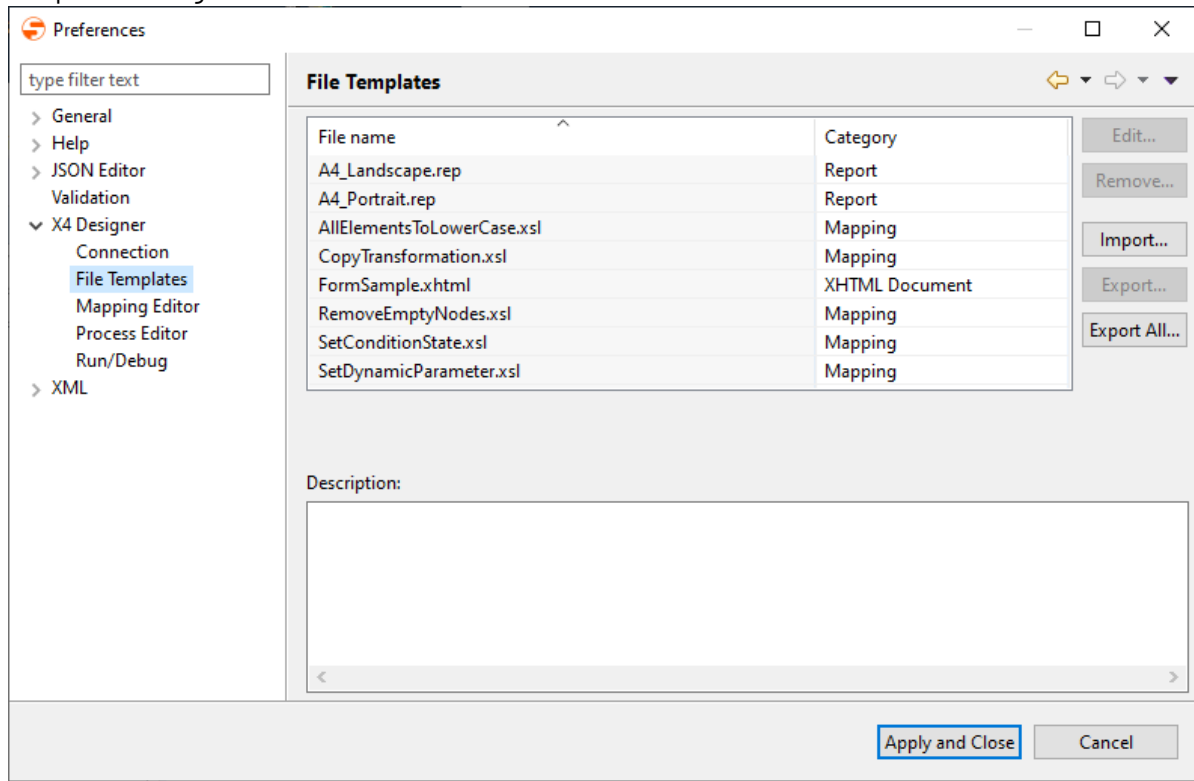 Preferences
type filter text
General
Help
JSON Editor
Validation
X4 Designer
Connection
File Templates
Mapping Editor
Process Editor
Run/Debug
XML
File Templates
File name Category
A4_Landscape.rep Report
A4_Portrait.rep Report
AllElementsToLowerCase.xsl Mapping
CopyTransformation.xsl Mapping
FormSample.xhtml XHTML Document
RemoveEmptyNodes.xsl Mapping
SetConditionState.xsl Mapping
SetDynamicParameter.xsl Mapping
Edit...
Remove...
Import...
Export...
Export All...
Description:
Apply and Close Cancel